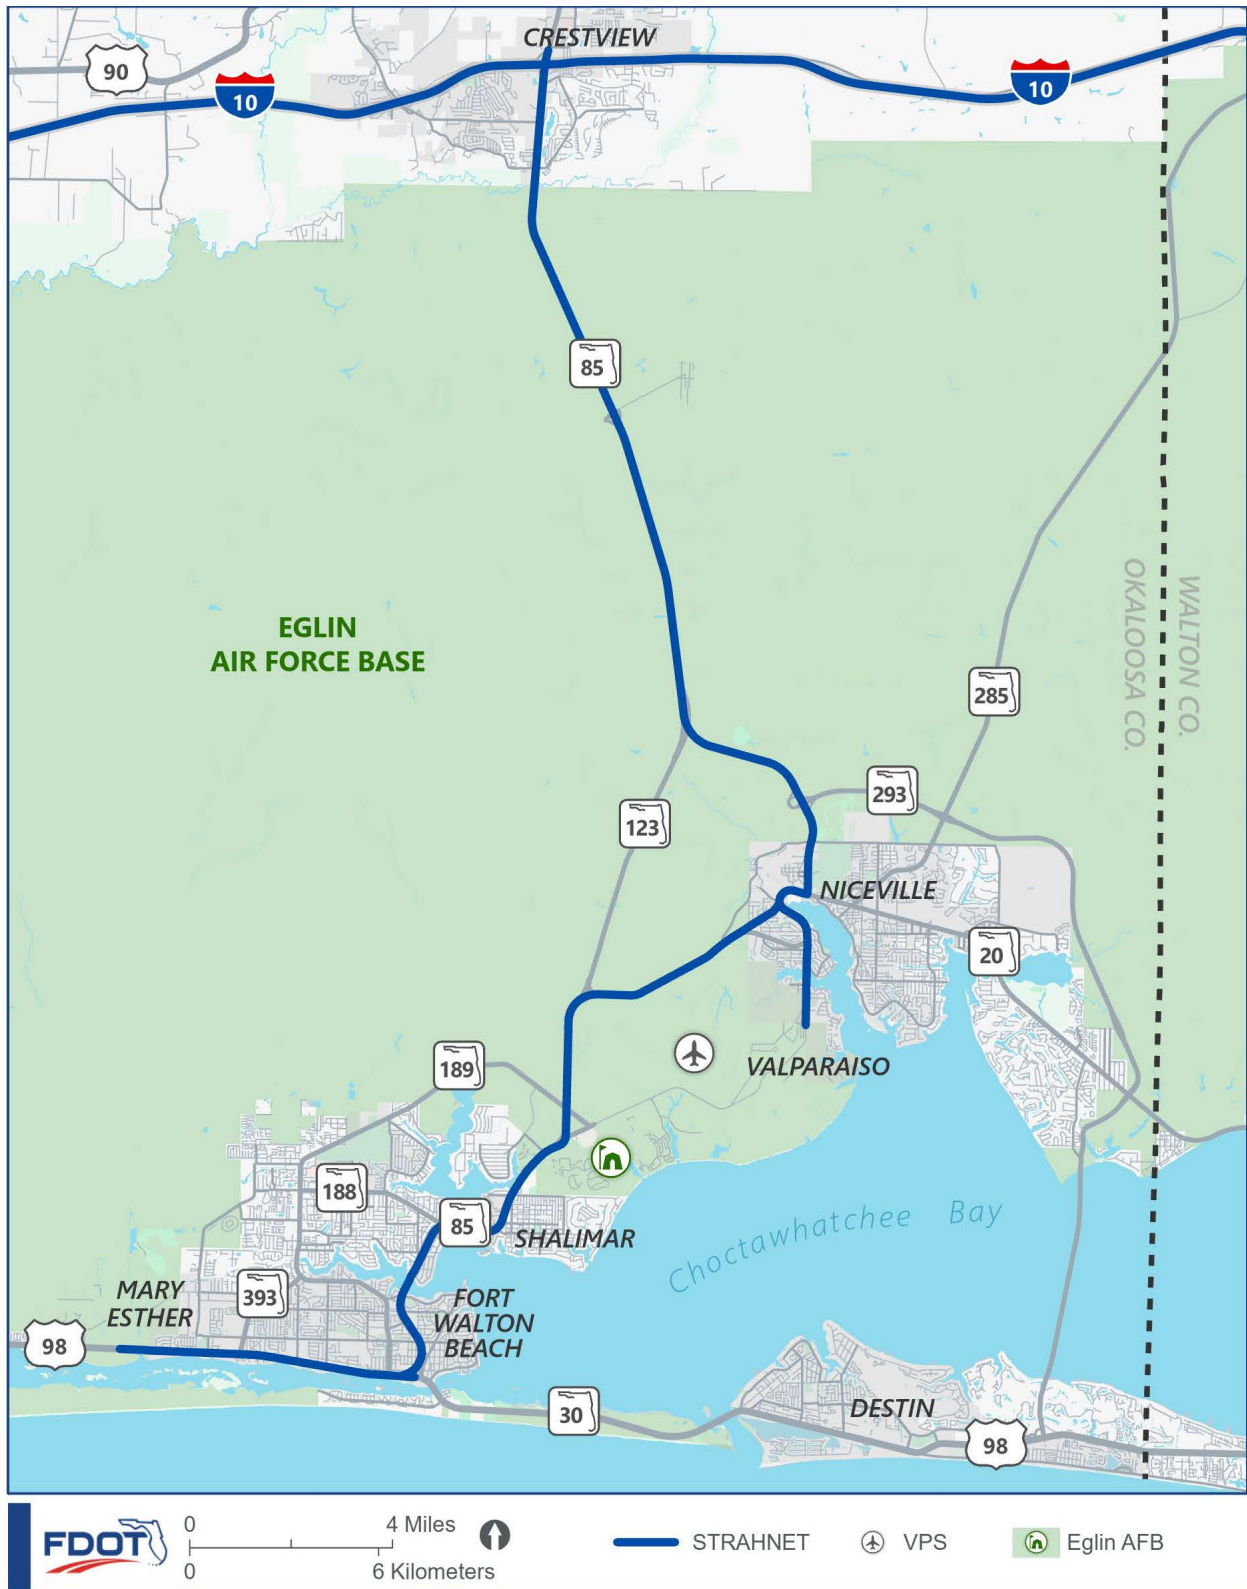 CRESTVIEW
90
10
10
85
EGLIN
AIR FORCE BASE
OKALOOSA CO.
WALTON CO.
285
293
123
NICEVILLE
20
189
VALPARAISO
188
85
SHALIMAR
Choctawhatchee Bay
MARY
ESTHER
393
FORT
WALTON
BEACH
98
30
DESTIN
98
FDOT
0
4 Miles
0
6 Kilometers
STRAHNET
VPS
Eglin AFB